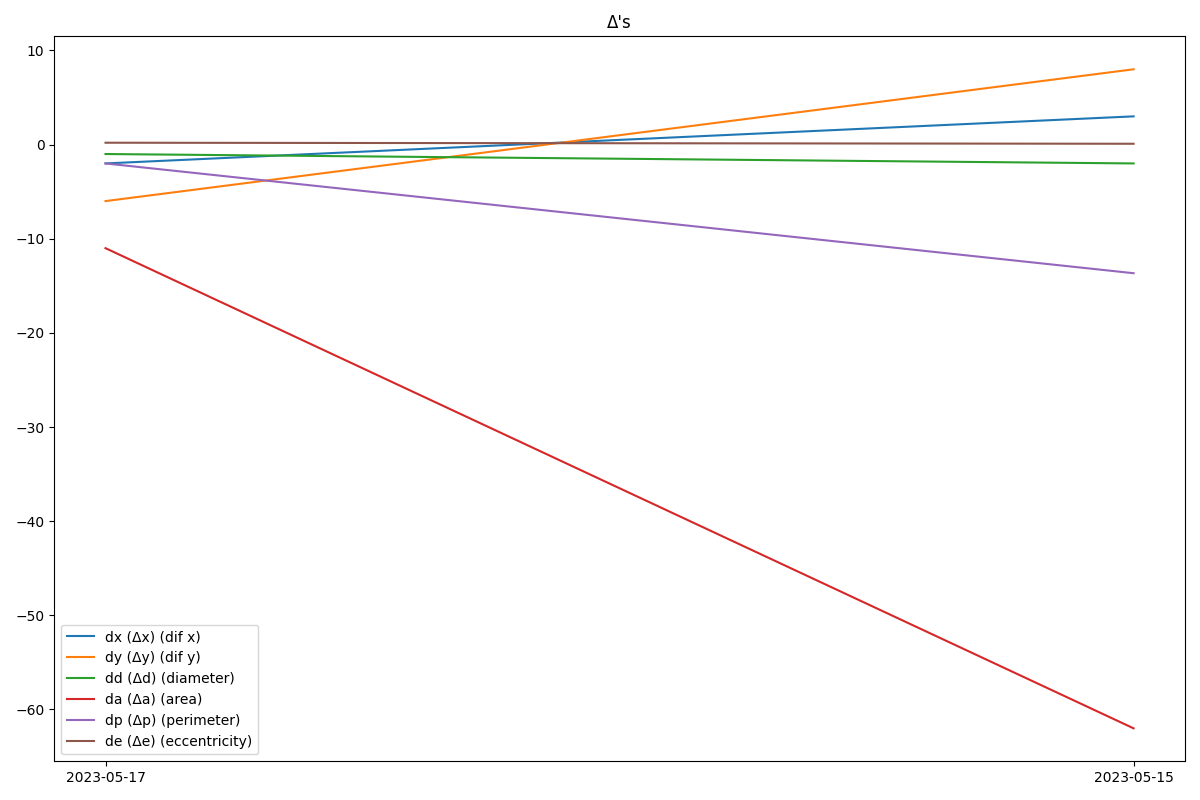 Δ's
10
0
−10
−20
−30
−40
−50
−60
dx (Δx) (dif x)
dy (Δy) (dif y)
dd (Δd) (diameter)
da (Δa) (area)
dp (Δp) (perimeter)
de (Δe) (eccentricity)
2023-05-17
2023-05-15